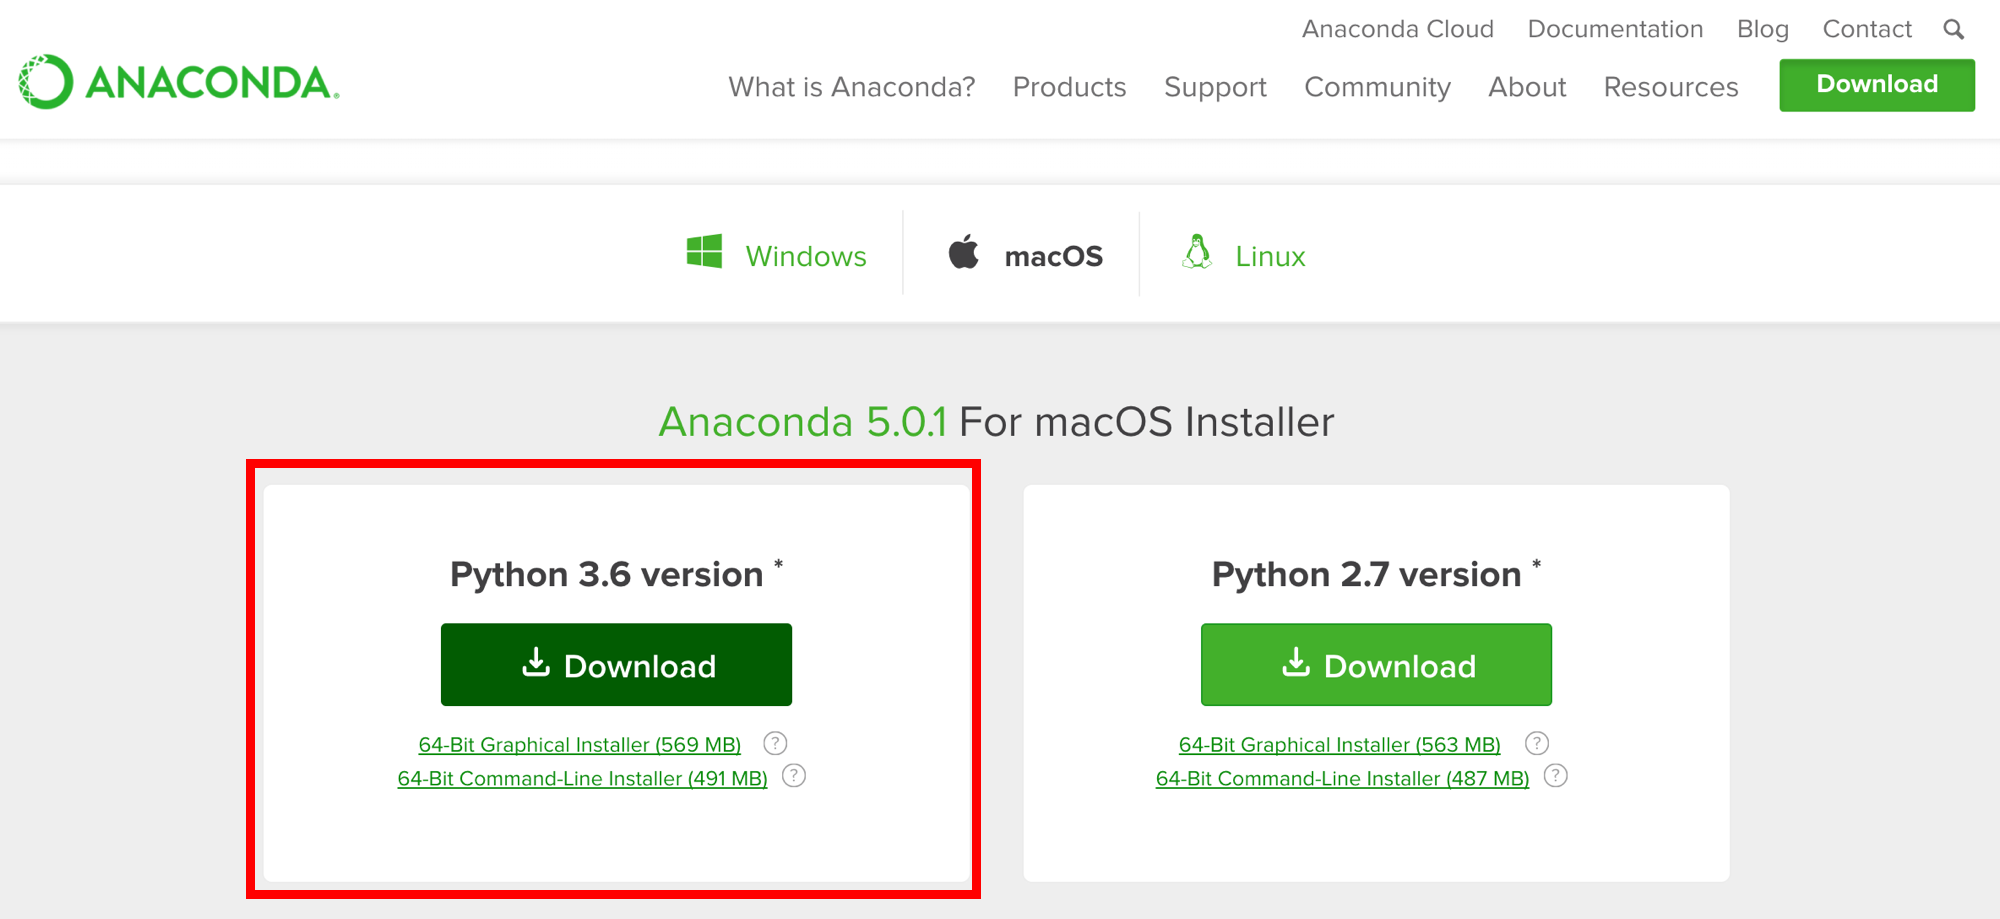 Anaconda Cloud Documentation Blog Contact
ANACONDA.
What is Anaconda? Products Support Community About Resources Download
Windows macOS Linux
Anaconda 5.0.1 For macOS Installer
Python 3.6 version *
Download
64-Bit Graphical Installer (569 MB) ?
64-Bit Command-Line Installer (491 MB) ?
Python 2.7 version *
Download
64-Bit Graphical Installer (563 MB) ?
64-Bit Command-Line Installer (487 MB) ?